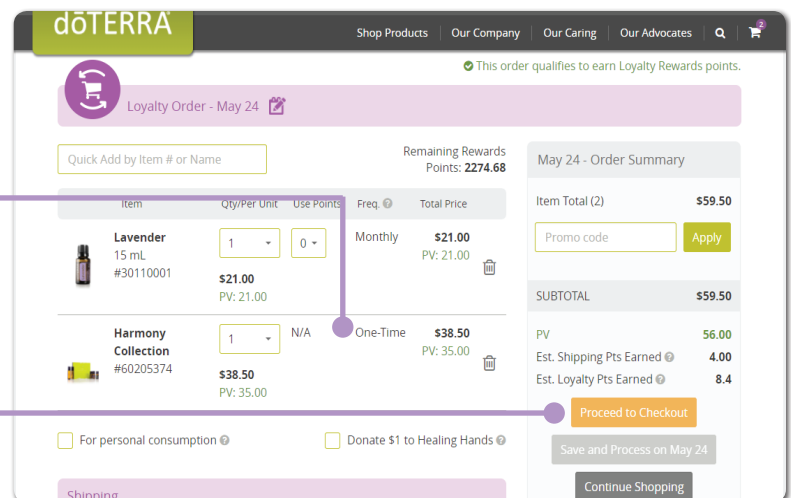 dōTERRA
Shop Products Our Company Our Caring Our Advocates 2
This order qualifies to earn Loyalty Rewards points.
Loyalty Order - May 24
Quick Add by Item # or Name
Remaining Rewards
Points: 2274.68
Item Qty/Per Unit Use Points Freq. Total Price
Lavender
15 mL
#30110001
1
0
Monthly
$21.00
PV: 21.00
$21.00
PV: 21.00
Harmony
Collection
#60205374
1
N/A
One-Time
$38.50
PV: 35.00
$38.50
PV: 35.00
For personal consumption
Donate $1 to Healing Hands
Shipping
May 24 - Order Summary
Item Total (2) $59.50
Promo code Apply
SUBTOTAL $59.50
PV 56.00
Est. Shipping Pts Earned 4.00
Est. Loyalty Pts Earned 8.4
Proceed to Checkout
Save and Process on May 24
Continue Shopping